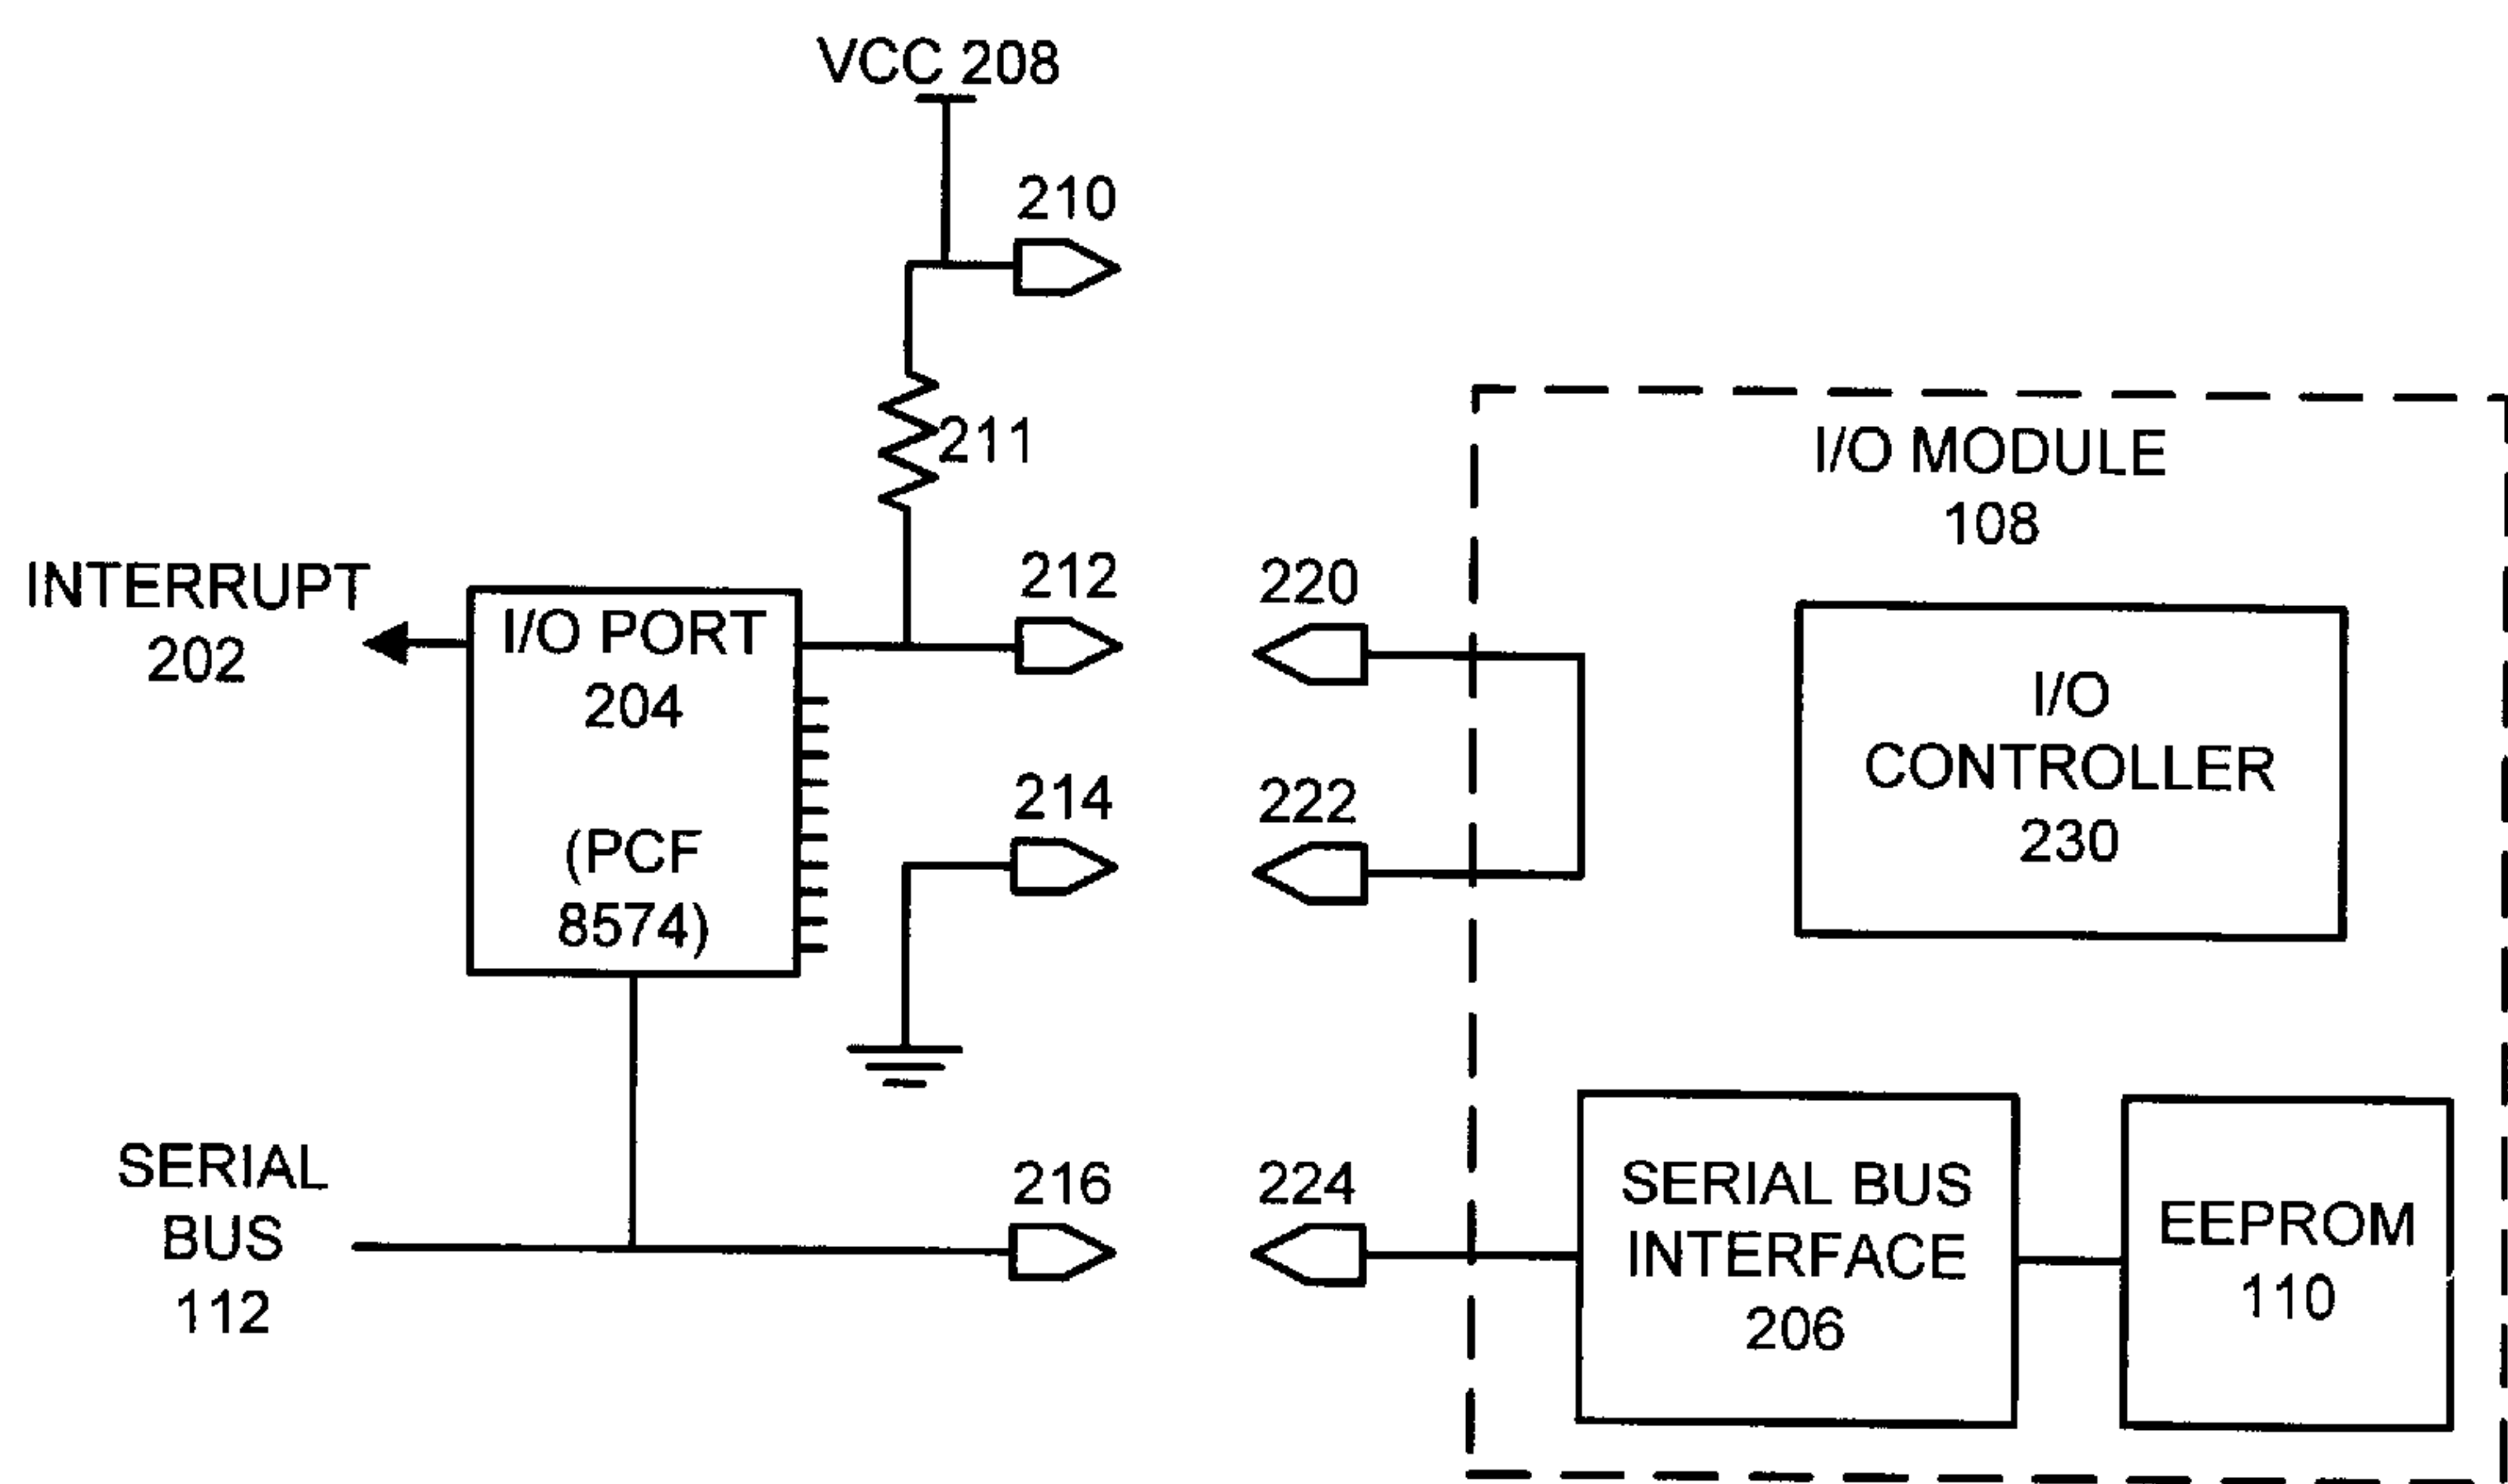 VCC 208
210
211
I/O MODULE
108
INTERRUPT
202
I/O PORT
204
(PCF
8574)
212
220
214
222
I/O
CONTROLLER
230
SERIAL
BUS
112
216
224
SERIAL BUS
INTERFACE
206
EEPROM
110